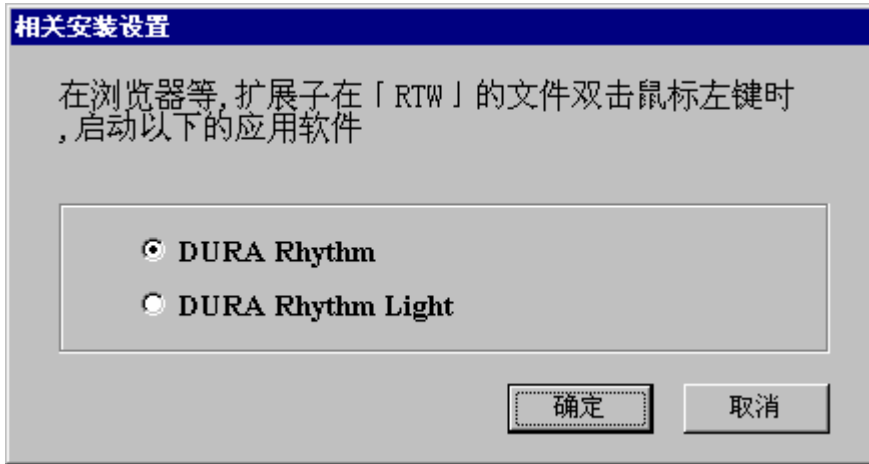 相关安装设置
在浏览器等,扩展子在「RTW」的文件双击鼠标左键时
,启动以下的应用软件
DURA Rhythm
DURA Rhythm Light
确定
取消